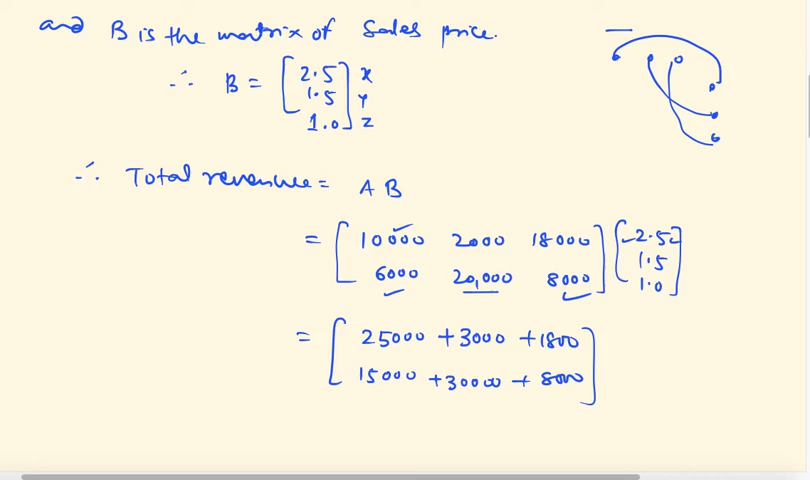 and B is the matrix of Sales price.
∴ B = [2.5 X
1.5 Y
1.0] Z
∴ Total revenue = AB
= [10000 2000 18000] [2.5]
[6000 20,000 8000] [1.5]
[1.0]
= [25000 + 3000 + 1800]
[15000 + 30000 + 8000]